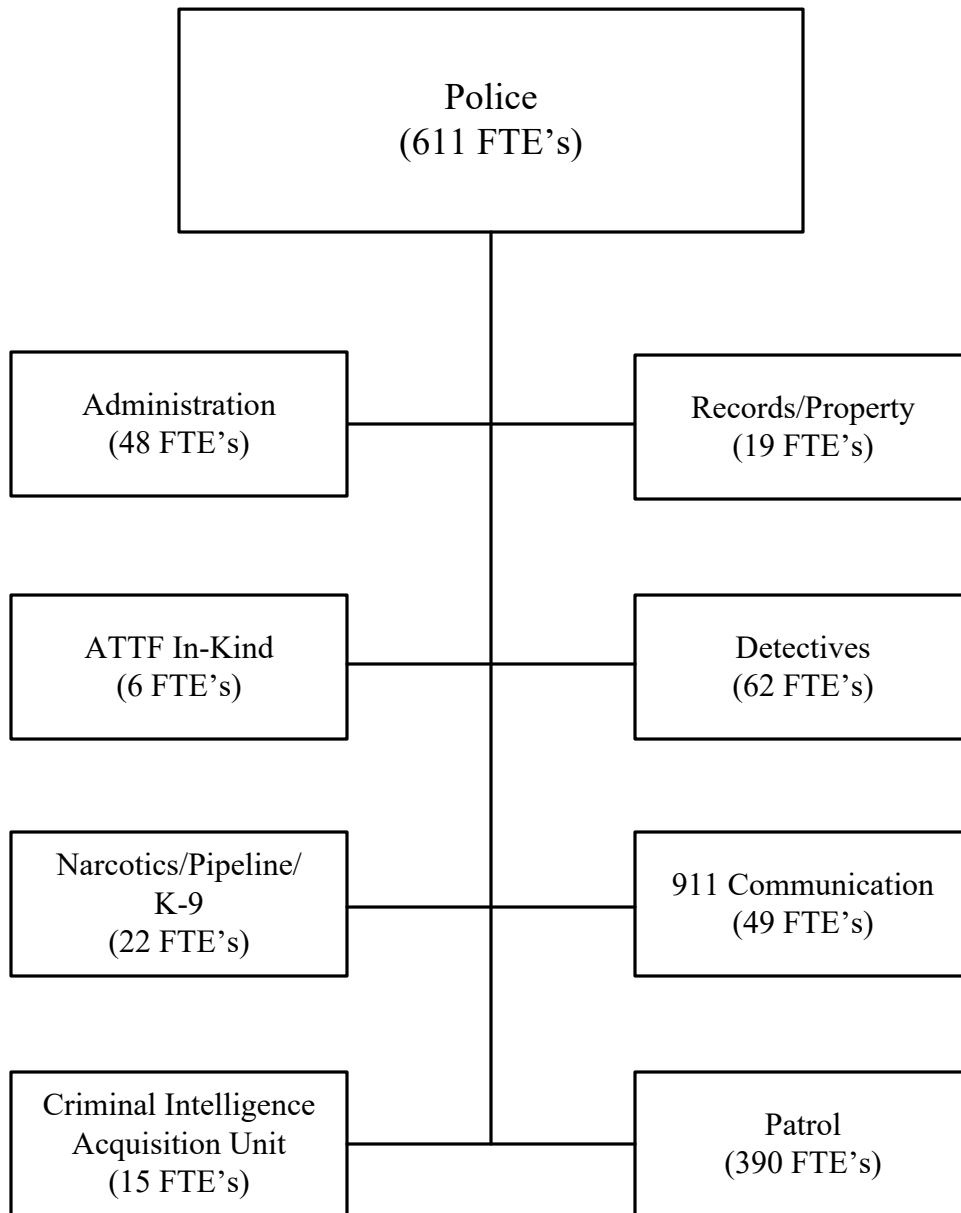 Police
(611 FTE’s)
Administration
(48 FTE’s)
Records/Property
(19 FTE’s)
ATTF In-Kind
(6 FTE’s)
Detectives
(62 FTE’s)
Narcotics/Pipeline/
K-9
(22 FTE’s)
911 Communication
(49 FTE’s)
Criminal Intelligence
Acquisition Unit
(15 FTE’s)
Patrol
(390 FTE’s)